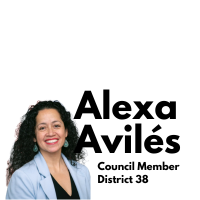 Alexa
Avilés
Council Member
District 38